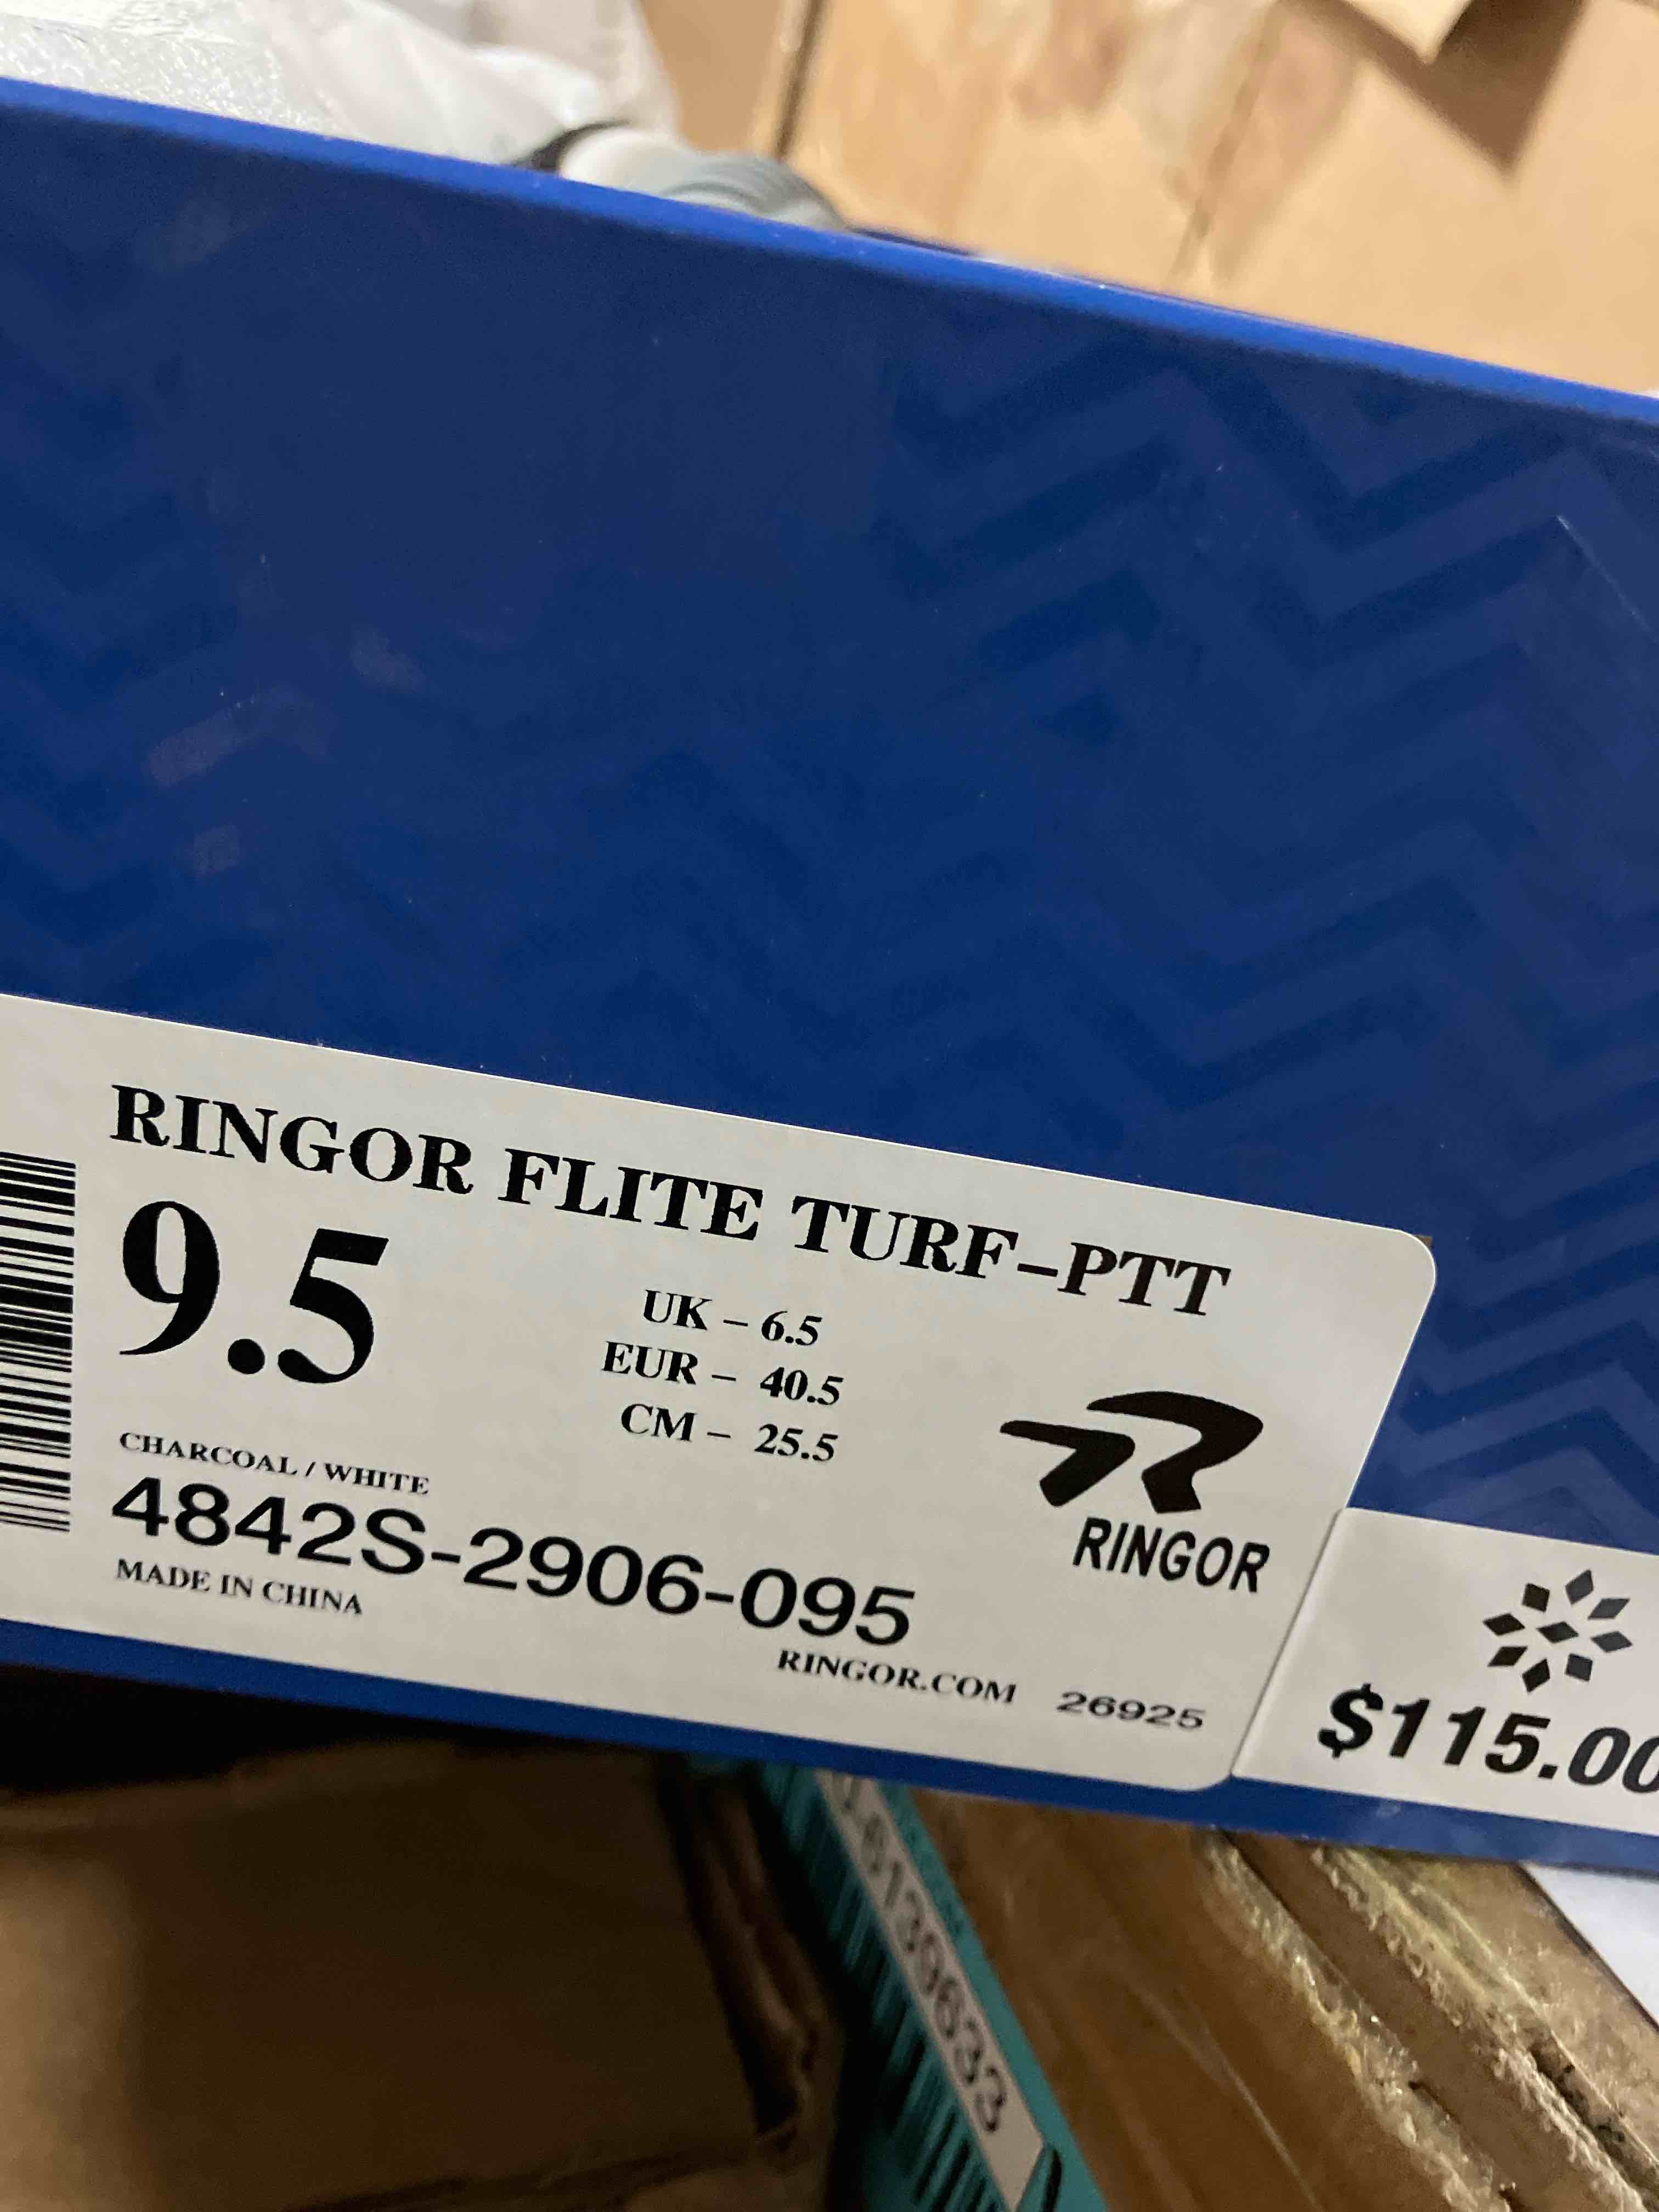 RINGOR FLITE TURF-PTT
9.5
UK - 6.5
EUR - 40.5
CM - 25.5
CHARCOAL / WHITE
4842S-2906-095
MADE IN CHINA
RINGOR
RINGOR.COM 26925
$115.00